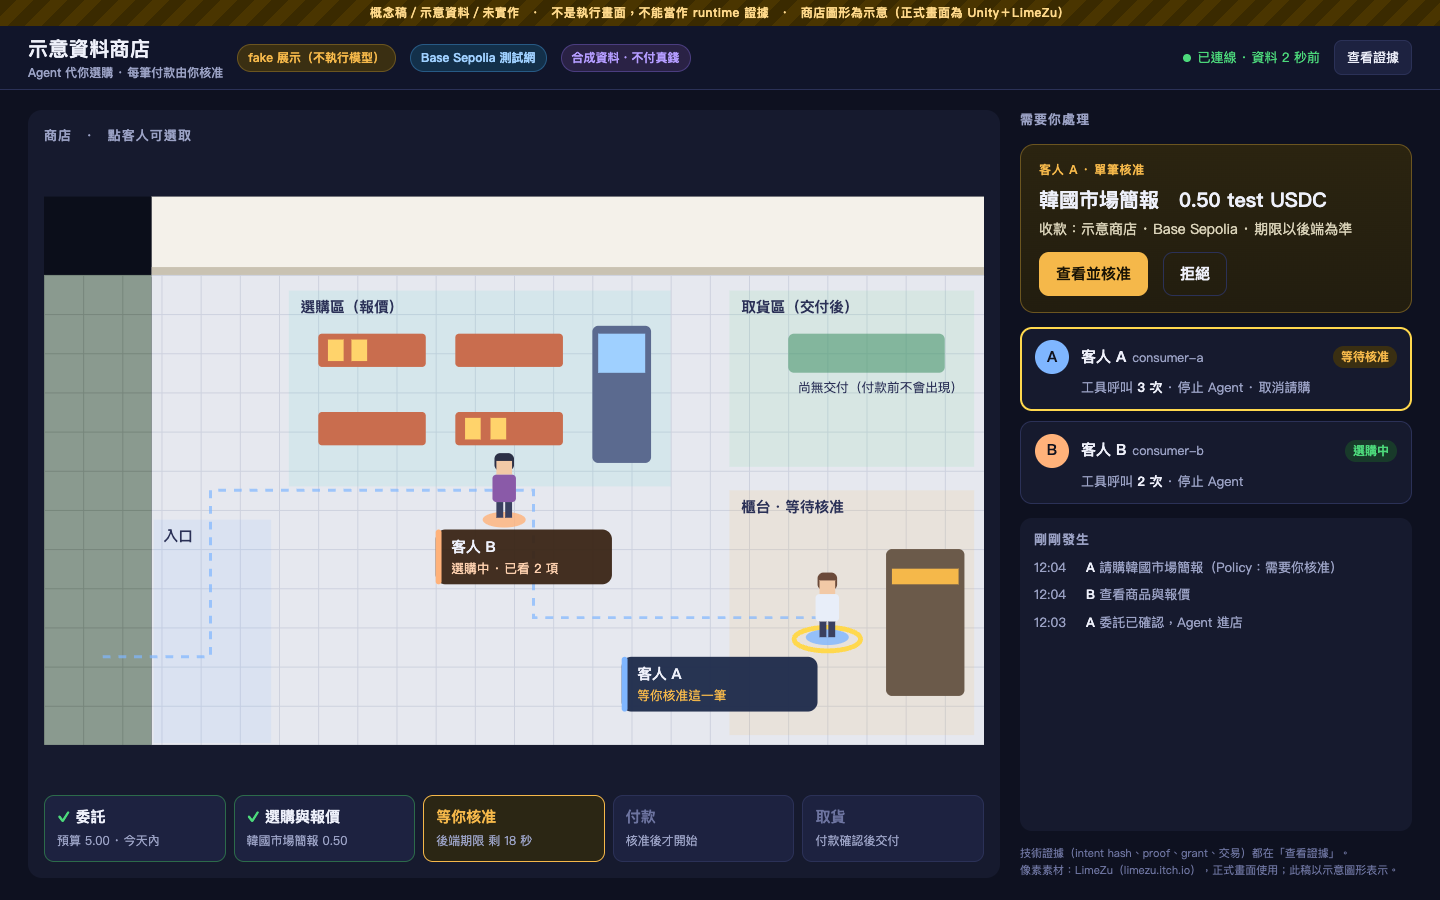 概念稿 / 示意資料 / 未實作 · 不是執行畫面，不能當作 runtime 證據 · 商店圖形為示意（正式畫面為 Unity＋LimeZu）
示意資料商店
Agent 代你選購 · 每筆付款由你核准
fake 展示（不執行模型）
Base Sepolia 測試網
合成資料 · 不付真錢
已連線 · 資料 2 秒前
查看證據
商店 · 點客人可選取
選購區（報價）
取貨區（交付後）
尚無交付（付款前不會出現）
入口
櫃台 · 等待核准
客人 B
選購中 · 已看 2 項
客人 A
等你核准這一筆
✓ 委託
預算 5.00 · 今天內
✓ 選購與報價
韓國市場簡報 0.50
等你核准
後端期限 剩 18 秒
付款
核准後才開始
取貨
付款確認後交付
需要你處理
客人 A · 單筆核准
韓國市場簡報 0.50 test USDC
收款：示意商店 · Base Sepolia · 期限以後端為準
查看並核准
拒絕
A
客人 A consumer-a
等待核准
工具呼叫 3 次 · 停止 Agent · 取消請購
B
客人 B consumer-b
選購中
工具呼叫 2 次 · 停止 Agent
剛剛發生
12:04 A 請購韓國市場簡報（Policy：需要你核准）
12:04 B 查看商品與報價
12:03 A 委託已確認，Agent 進店
技術證據（intent hash、proof、grant、交易）都在「查看證據」。
像素素材：LimeZu（limezu.itch.io），正式畫面使用；此稿以示意圖形表示。